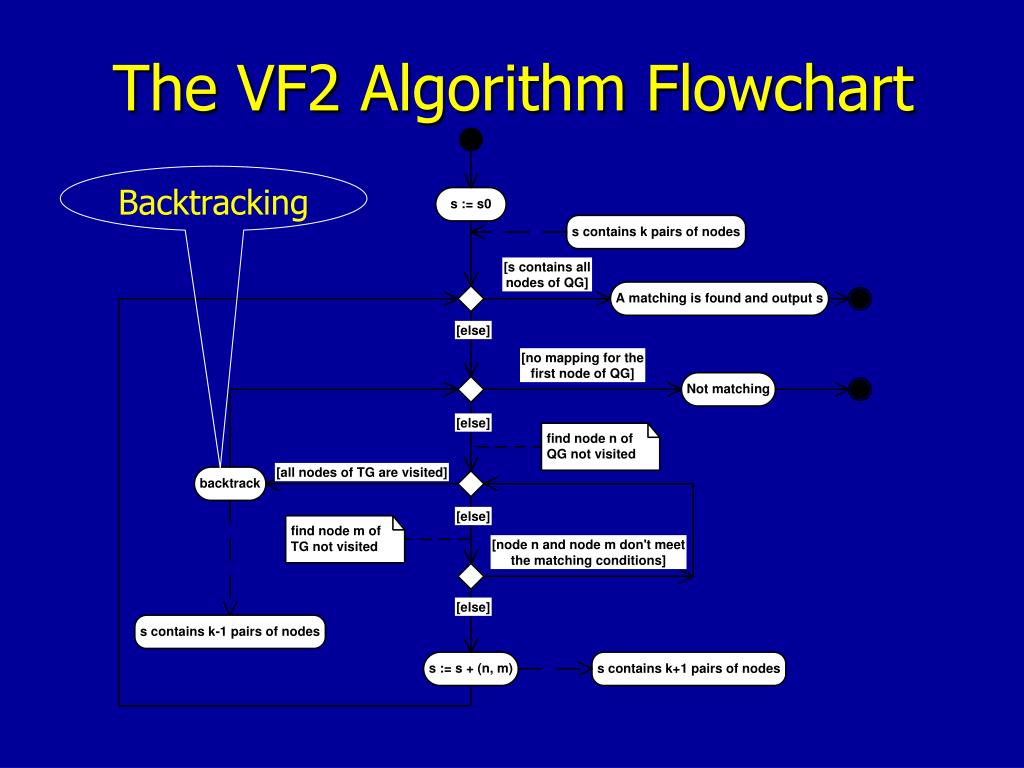 The VF2 Algorithm Flowchart
Backtracking
s := s0
s contains k pairs of nodes
[s contains all
nodes of QG]
A matching is found and output s
[else]
[no mapping for the
first node of QG]
Not matching
[else]
find node n of
QG not visited
[all nodes of TG are visited]
backtrack
[else]
find node m of
TG not visited
[node n and node m don't meet
the matching conditions]
[else]
s contains k-1 pairs of nodes
s := s + (n, m)
s contains k+1 pairs of nodes